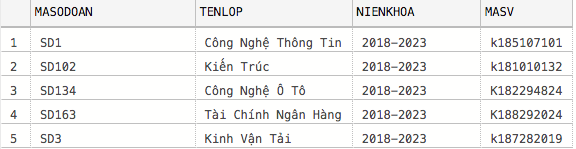 MASODOAN TENLOP NIENKHOA MASV
1 SD1 Công Nghệ Thông Tin 2018-2023 k185107101
2 SD102 Kiến Trúc 2018-2023 k181010132
3 SD134 Công Nghệ Ô Tô 2018-2023 K182294824
4 SD163 Tài Chính Ngân Hàng 2018-2023 K188292024
5 SD3 Kinh Vận Tải 2018-2023 k187282019